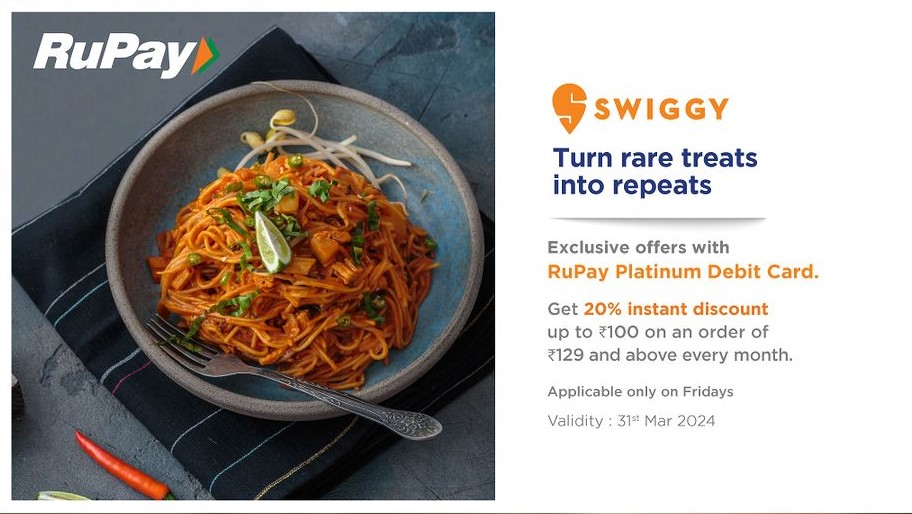 RuPay
SWIGGY
Turn rare treats
into repeats
Exclusive offers with
RuPay Platinum Debit Card.
Get 20% instant discount
up to ₹100 on an order of
₹129 and above every month.
Applicable only on Fridays
Validity : 31st Mar 2024